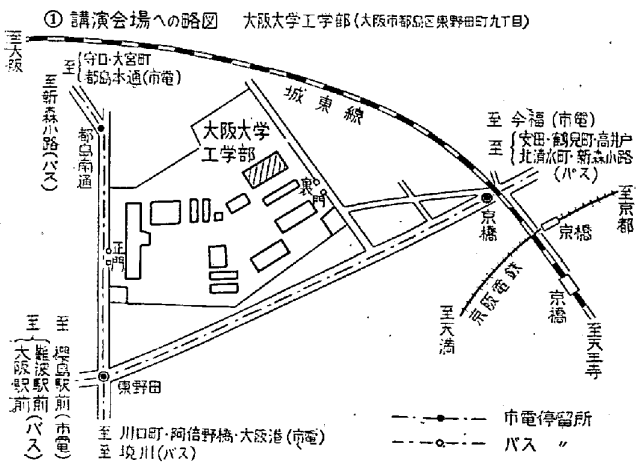 ① 講演会場への略図 大阪大学工学部(大阪市都島区東野田町九丁目)
至大阪
至 守口・大宮町
都島本通(市電)
至新森小路(バス)
都島南通
大阪大学
工学部
城東線
至 今福(市電)
至 安田・鶴見町・高井戸
北清水町・新森小路
(バス)
裏門
正門
京橋
京橋
至京都
京阪電鉄
至天満
京橋
至天王寺
至 桜島駅前(市電)
至 難波駅前
大阪駅前(バス)
東野田
至 川口町・阿倍野橋・大阪港(市電)
至 境川(バス)
市電停留所
バス 〃